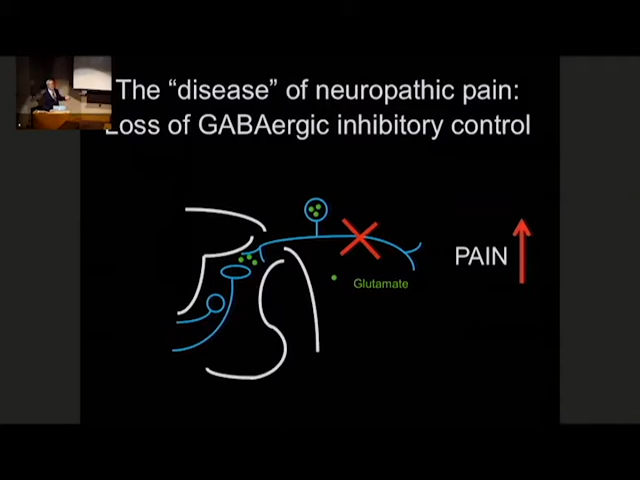 The “disease” of neuropathic pain:
Loss of GABAergic inhibitory control
PAIN
Glutamate